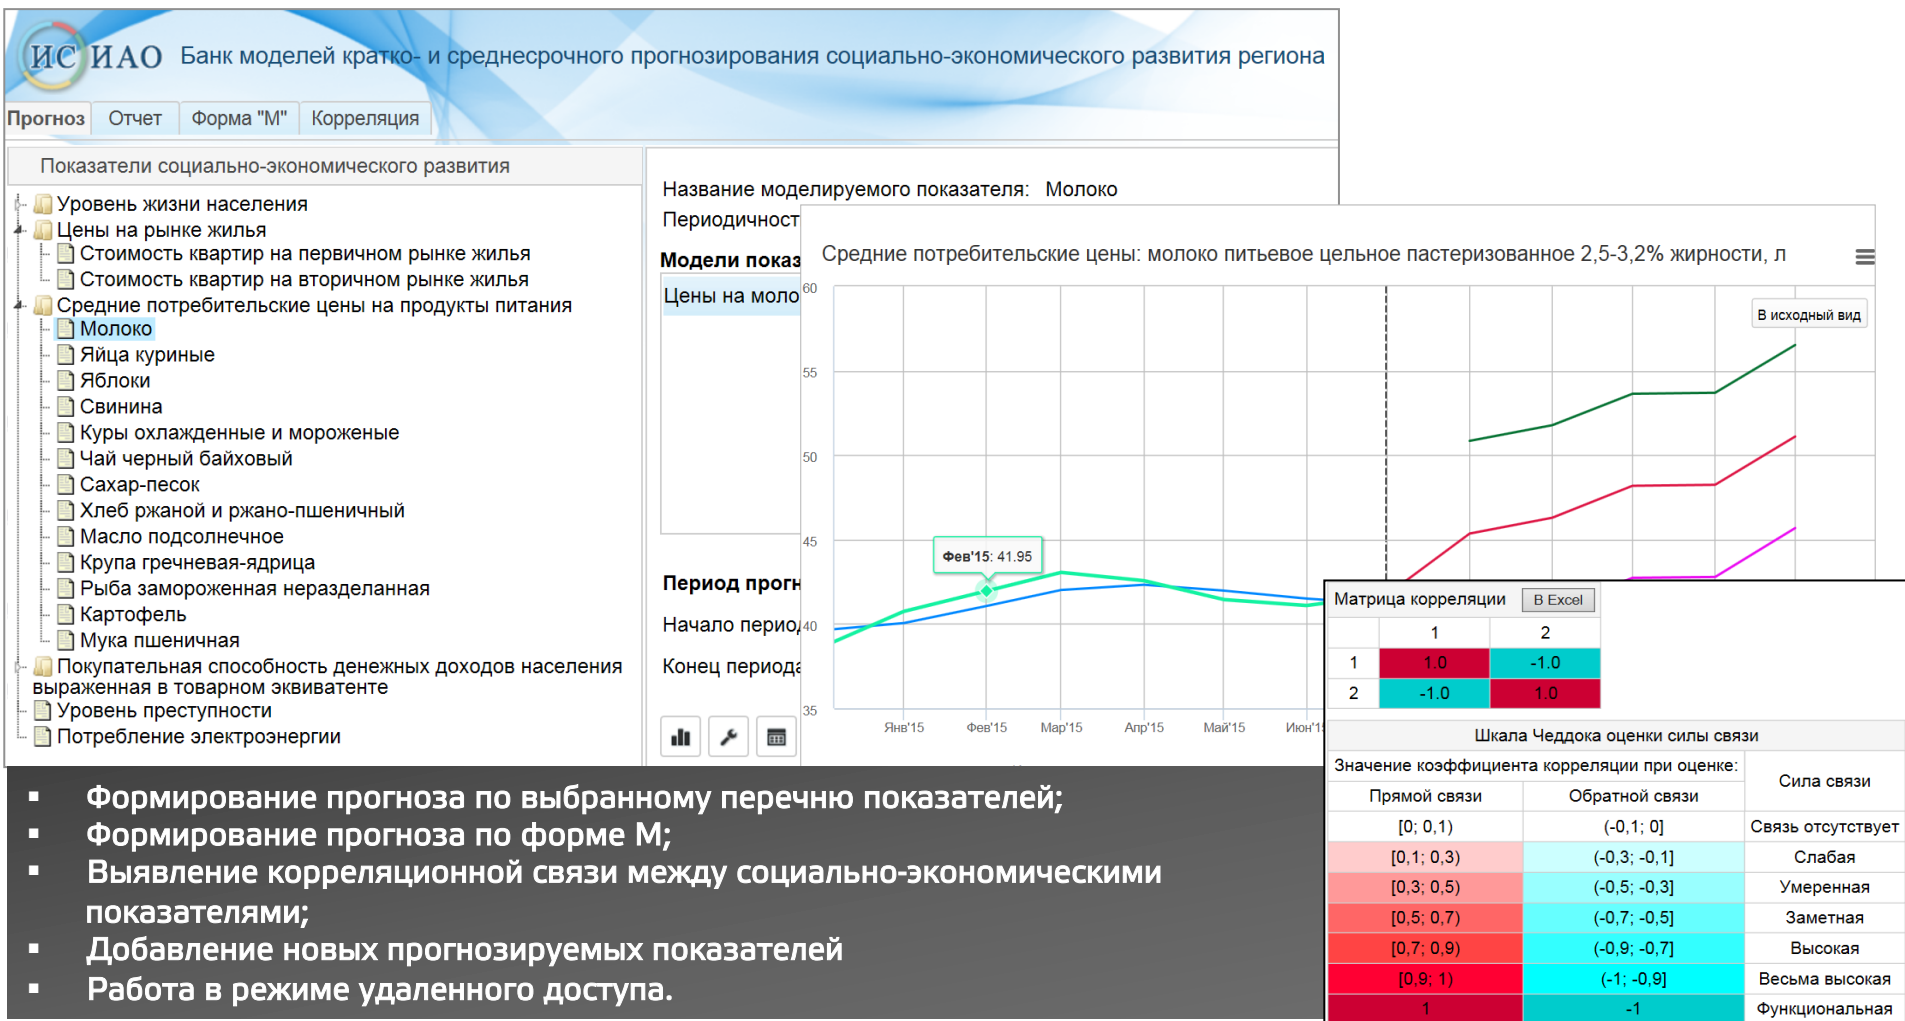 ИС ИАО Банк моделей кратко- и среднесрочного прогнозирования социально-экономического развития региона
Прогноз Отчет Форма "М" Корреляция
Показатели социально-экономического развития
Уровень жизни населения
Цены на рынке жилья
Стоимость квартир на первичном рынке жилья
Стоимость квартир на вторичном рынке жилья
Средние потребительские цены на продукты питания
Молоко
Яйца куриные
Яблоки
Свинина
Куры охлажденные и мороженые
Чай черный байховый
Сахар-песок
Хлеб ржаной и ржано-пшеничный
Масло подсолнечное
Крупа гречневая-ядрица
Рыба замороженная неразделанная
Картофель
Мука пшеничная
Покупательная способность денежных доходов населения
выраженная в товарном эквиватенте
Уровень преступности
Потребление электроэнергии
Название моделируемого показателя: Молоко
Периодичност
Модели показ
Цены на моло
Период прогн
Начало перио
Конец период
Средние потребительские цены: молоко питьевое цельное пастеризованное 2,5-3,2% жирности, л
В исходный вид
60
55
50
45
40
35
Фев'15: 41.95
Янв'15 Фев'15 Мар'15 Апр'15 Май'15 Июн'1
Матрица корреляции В Excel
1 2
1 1.0 -1.0
2 -1.0 1.0
Шкала Чеддока оценки силы связи
Значение коэффициента корреляции при оценке: Сила связи
Прямой связи Обратной связи
[0; 0,1) (-0,1; 0] Связь отсутствует
[0,1; 0,3) (-0,3; -0,1] Слабая
[0,3; 0,5) (-0,5; -0,3] Умеренная
[0,5; 0,7) (-0,7; -0,5] Заметная
[0,7; 0,9) (-0,9; -0,7] Высокая
[0,9; 1) (-1; -0,9] Весьма высокая
1 -1 Функциональная
▪ Формирование прогноза по выбранному перечню показателей;
▪ Формирование прогноза по форме М;
▪ Выявление корреляционной связи между социально-экономическими
показателями;
▪ Добавление новых прогнозируемых показателей
▪ Работа в режиме удаленного доступа.